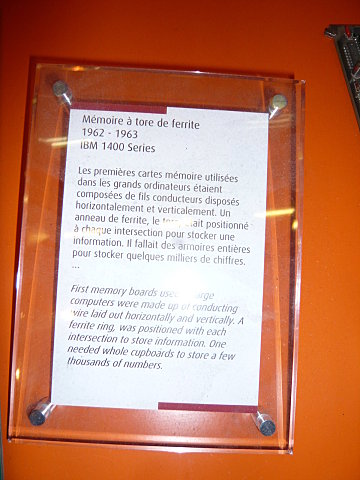 Mémoire à tore de ferrite
1962 - 1963
IBM 1400 Series
Les premières cartes mémoire utilisées
dans les grands ordinateurs étaient
composées de fils conducteurs disposés
horizontalement et verticalement. Un
anneau de ferrite, le était positionné
à chaque intersection pour stocker une
information. Il fallait des armoires entières
pour stocker quelques milliers de chiffres.
...
First memory boards used large
computers were made up of conducting
wire laid out horizontally and vertically. A
ferrite ring, was positioned with each
intersection to store information. One
needed whole cupboards to store a few
thousands of numbers.